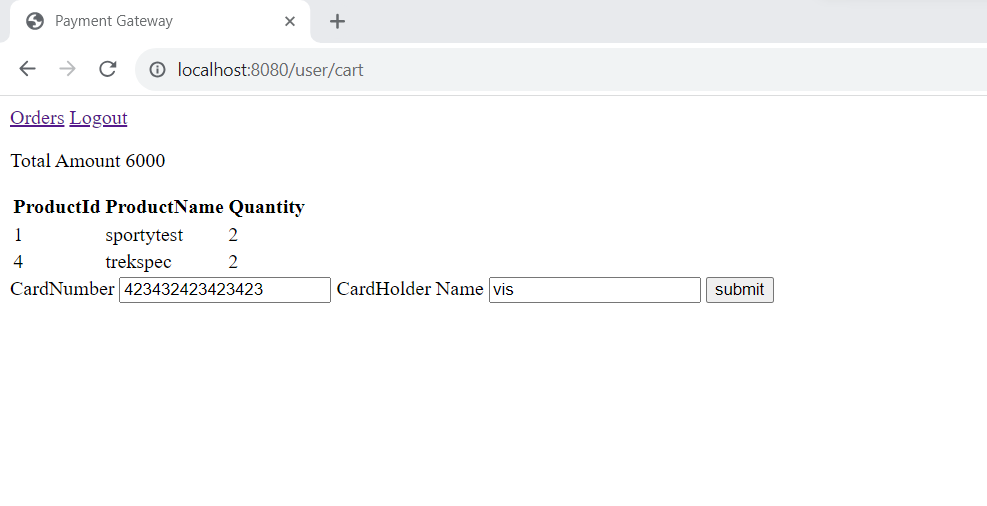 Payment Gateway
localhost:8080/user/cart
Orders Logout
Total Amount 6000
ProductId ProductName Quantity
1 sportytest 2
4 trekspec 2
CardNumber 423432423423423 CardHolder Name vis submit